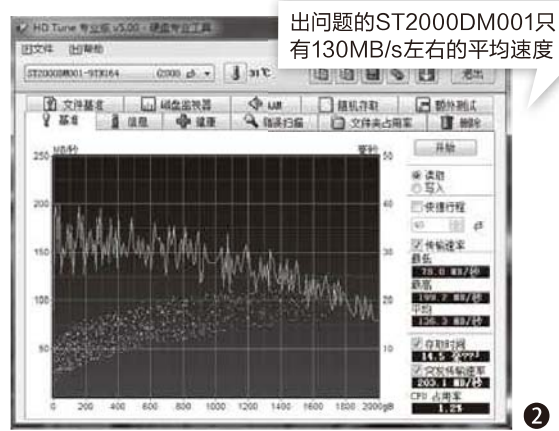 出问题的ST2000DM001只
有130MB/s左右的平均速度
HD Tune 专业版 v5.00 - 硬盘专业工具
文件 帮助
ST2000DM001-9YN164 (2000 gB)
31℃
退出
文件基准 磁盘监视器 AAM 随机存取 额外测试
基准 信息 健康 错误扫描 文件夹占用率 删除
250 MB/秒 毫秒 50
200 40
150 30
100 20
50 10
0 200 400 600 800 1000 1200 1400 1600 1800 2000gB
开始
读取
写入
快捷行程
40 gB
传输速率
最低
78.0 MB/秒
最高
199.7 MB/秒
平均
136.3 MB/秒
存取时间
14.5
突发传输速率
203.1 MB/秒
CPU 占用率
1.2%
2